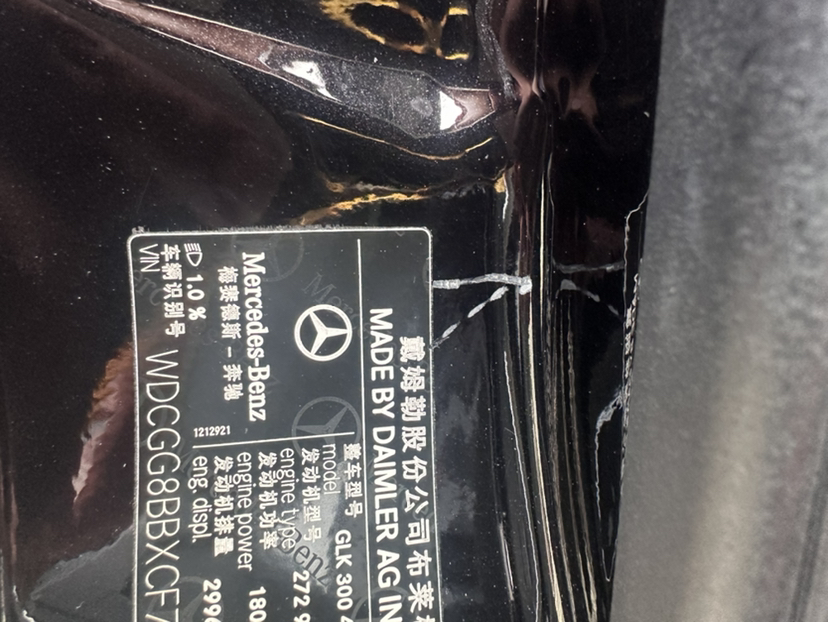 戴姆勒股份公司布莱
MADE BY DAIMLER AG IN
Mercedes-Benz
梅赛德斯-奔驰
1.0 %
1212921
整车型号
model GLK 300 4
发动机型号
engine type 272 9
发动机功率
engine power 180
发动机排量
eng. displ. 299
车辆识别号
VIN WDCGG8BBXCF7